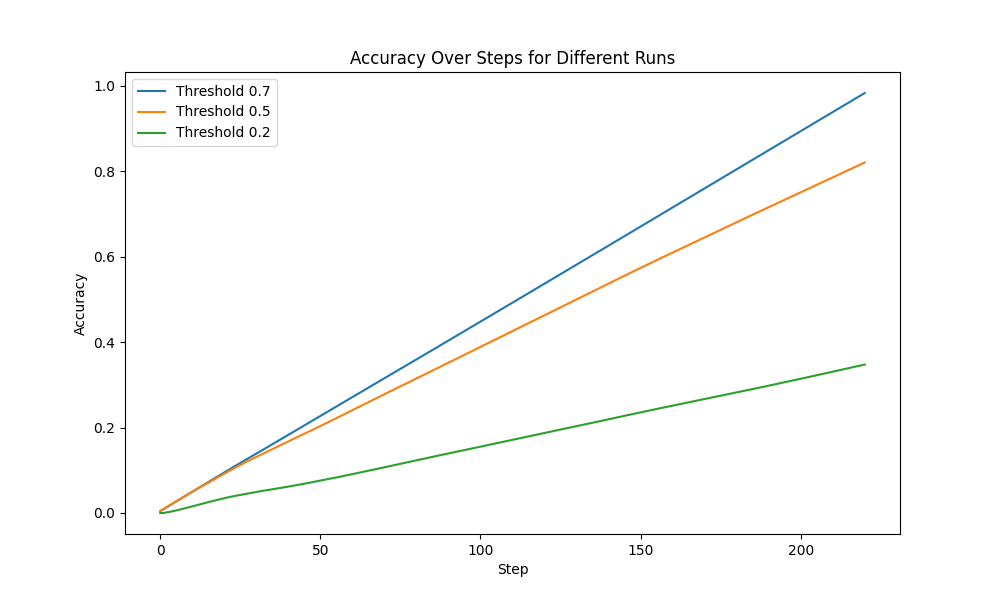 Accuracy Over Steps for Different Runs
Threshold 0.7
Threshold 0.5
Threshold 0.2
1.0
0.8
0.6
0.4
0.2
0.0
Accuracy
0
50
100
150
200
Step